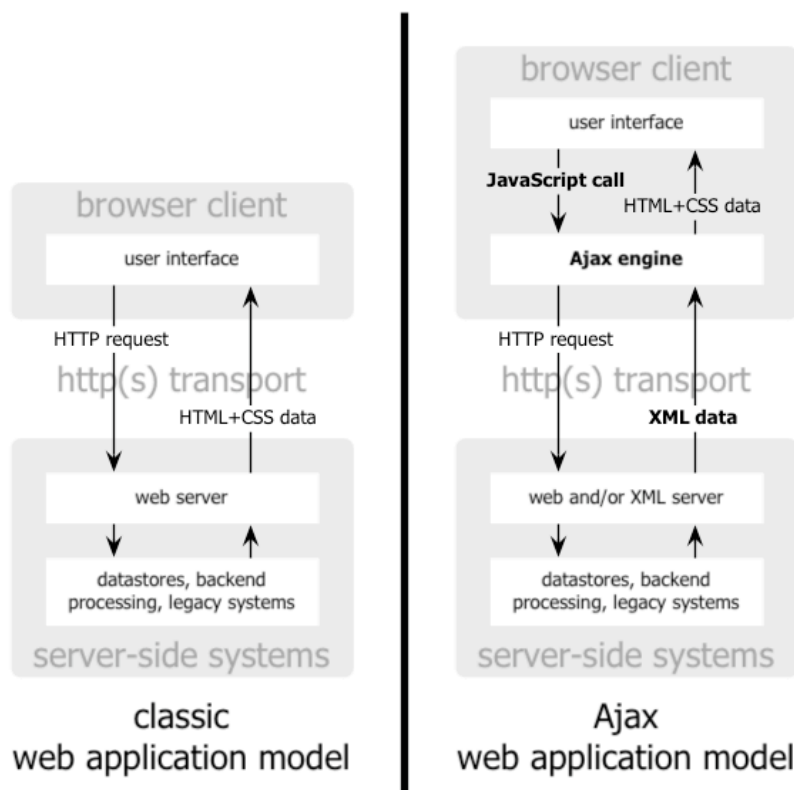 browser client
user interface
HTTP request
http(s) transport
HTML+CSS data
web server
datastores, backend
processing, legacy systems
server-side systems
classic
web application model
browser client
user interface
JavaScript call
HTML+CSS data
Ajax engine
HTTP request
http(s) transport
XML data
web and/or XML server
datastores, backend
processing, legacy systems
server-side systems
Ajax
web application model